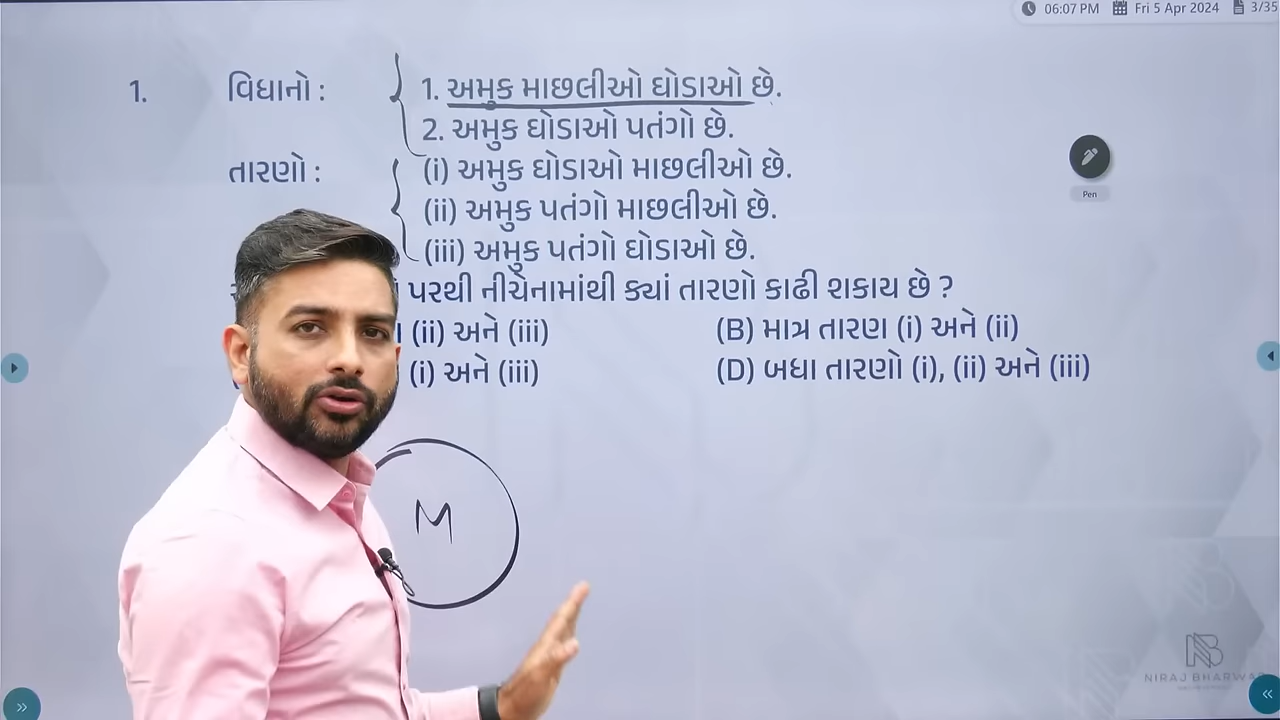 06:07 PM Fri 5 Apr 2024 3/35
1. વિધાનો : 1. અમુક માછલીઓ ઘોડાઓ છે.
2. અમુક ઘોડાઓ પતંગો છે.
તારણો : (i) અમુક ઘોડાઓ માછલીઓ છે.
(ii) અમુક પતંગો માછલીઓ છે.
(iii) અમુક પતંગો ઘોડાઓ છે.
પરથી નીચેનામાંથી ક્યાં તારણો કાઢી શકાય છે ?
(ii) અને (iii) (B) માત્ર તારણ (i) અને (ii)
(i) અને (iii) (D) બધા તારણો (i), (ii) અને (iii)
Pen
M
NIRAJ BHARWAD